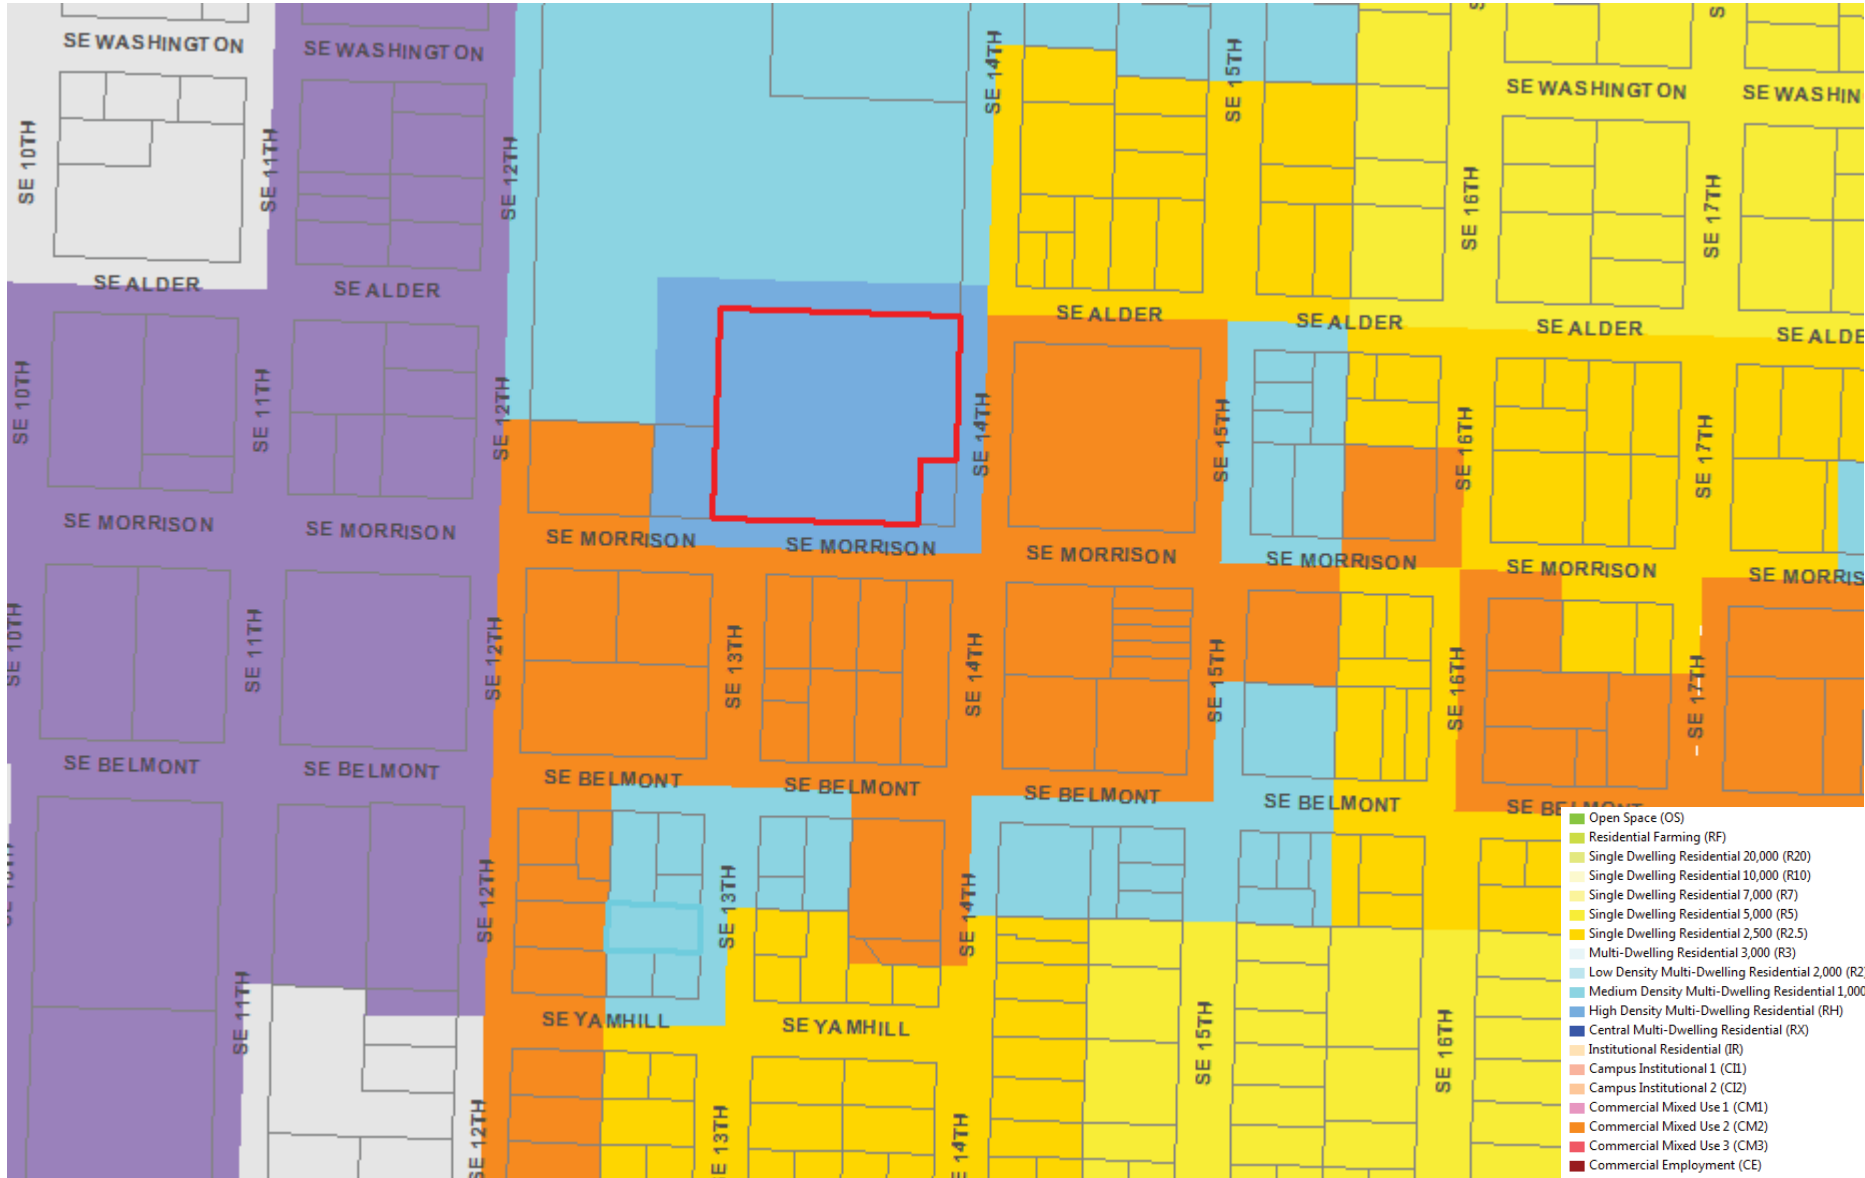 SE WASHINGTON
SE WASHINGTON
SE 14TH
SE 15TH
SE WASHINGTON
SE WASHIN
SE 10TH
SE 11TH
SE 12TH
SE 16TH
SE 17TH
SE ALDER
SE ALDER
SE ALDER
SE ALDER
SE ALDER
SE ALDE
SE 10TH
SE 11TH
SE 12TH
SE 14TH
SE 15TH
SE 16TH
SE 17TH
SE MORRISON
SE MORRISON
SE MORRISON
SE MORRISON
SE MORRISON
SE MORRISON
SE MORRISON
SE MORRIS
SE 10TH
SE 11TH
SE 12TH
SE 13TH
SE 14TH
SE 15TH
SE 16TH
SE 17TH
SE BELMONT
SE BELMONT
SE BELMONT
SE BELMONT
SE BELMONT
SE BELMONT
SE BELMONT
SE 12TH
SE 13TH
SE 14TH
SE 11TH
SE YAMHILL
SE YAMHILL
SE 15TH
SE 16TH
SE 12TH
SE 13TH
SE 14TH
Open Space (OS)
Residential Farming (RF)
Single Dwelling Residential 20,000 (R20)
Single Dwelling Residential 10,000 (R10)
Single Dwelling Residential 7,000 (R7)
Single Dwelling Residential 5,000 (R5)
Single Dwelling Residential 2,500 (R2.5)
Multi-Dwelling Residential 3,000 (R3)
Low Density Multi-Dwelling Residential 2,000 (R2)
Medium Density Multi-Dwelling Residential 1,000
High Density Multi-Dwelling Residential (RH)
Central Multi-Dwelling Residential (RX)
Institutional Residential (IR)
Campus Institutional 1 (CI1)
Campus Institutional 2 (CI2)
Commercial Mixed Use 1 (CM1)
Commercial Mixed Use 2 (CM2)
Commercial Mixed Use 3 (CM3)
Commercial Employment (CE)